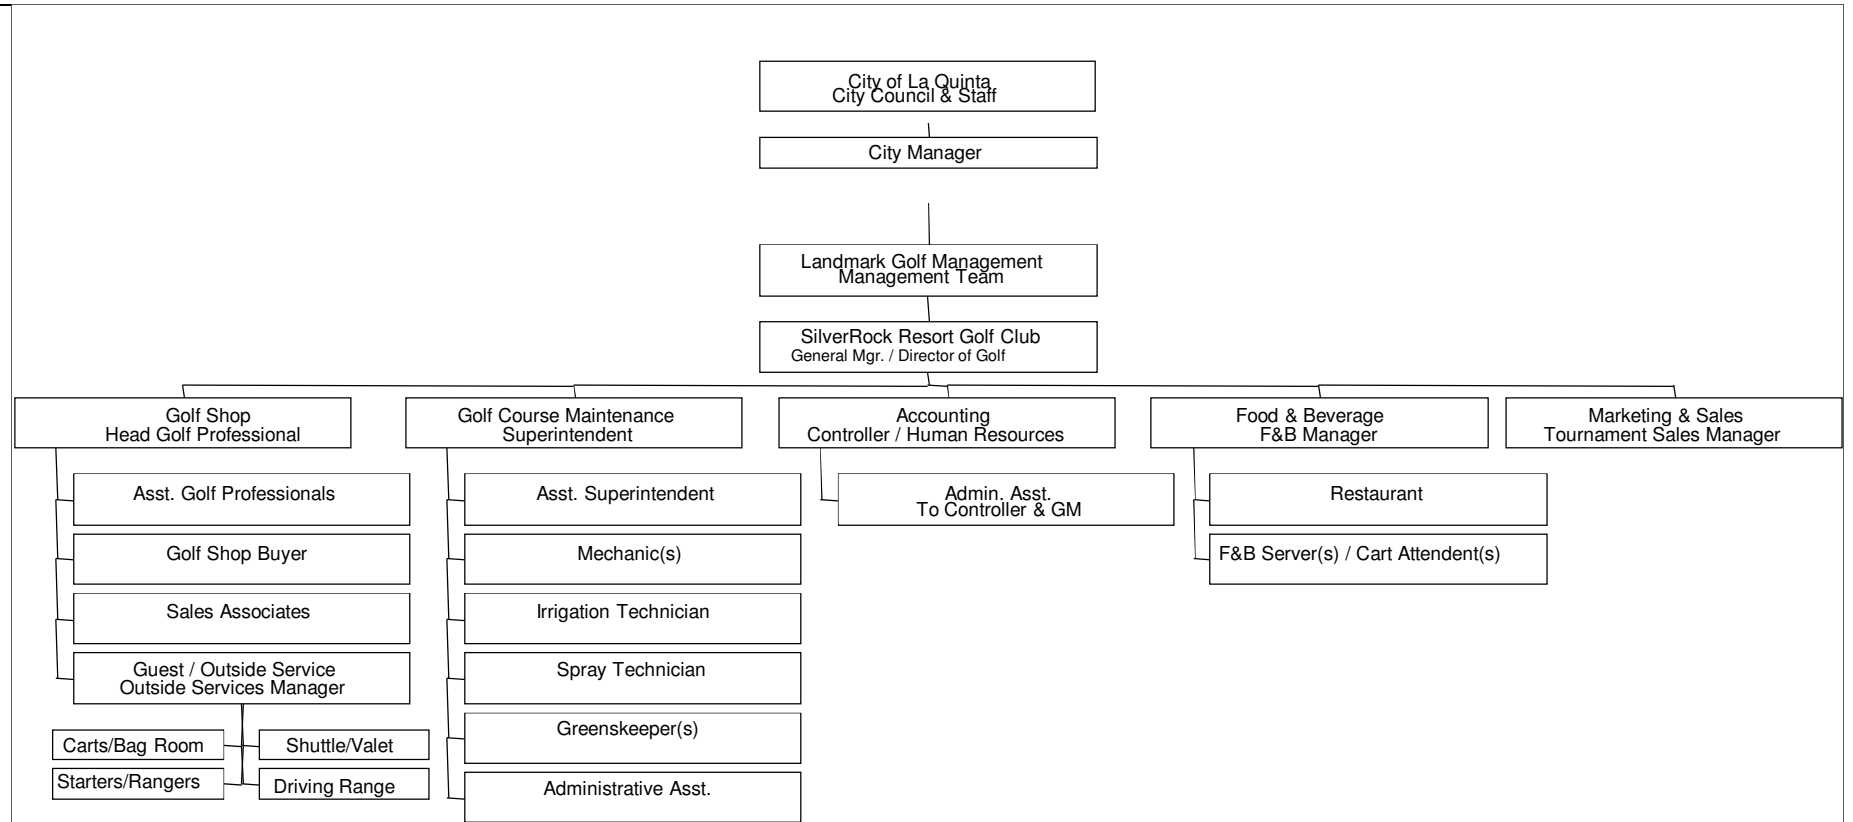 City of La Quinta
City Council & Staff
City Manager
Landmark Golf Management
Management Team
SilverRock Resort Golf Club
General Mgr. / Director of Golf
Golf Shop
Head Golf Professional
Golf Course Maintenance
Superintendent
Accounting
Controller / Human Resources
Food & Beverage
F&B Manager
Marketing & Sales
Tournament Sales Manager
Asst. Golf Professionals
Golf Shop Buyer
Sales Associates
Guest / Outside Service
Outside Services Manager
Carts/Bag Room
Shuttle/Valet
Starters/Rangers
Driving Range
Asst. Superintendent
Mechanic(s)
Irrigation Technician
Spray Technician
Greenskeeper(s)
Administrative Asst.
Admin. Asst.
To Controller & GM
Restaurant
F&B Server(s) / Cart Attendent(s)